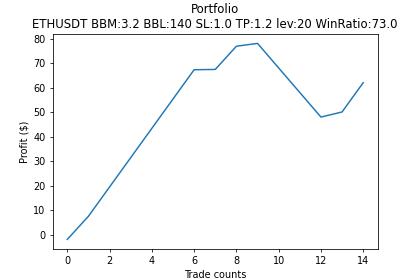 Portfolio
ETHUSDT BBM:3.2 BBL:140 SL:1.0 TP:1.2 lev:20 WinRatio:73.0
80
70
60
50
40
30
20
10
0
Profit ($)
0 2 4 6 8 10 12 14
Trade counts